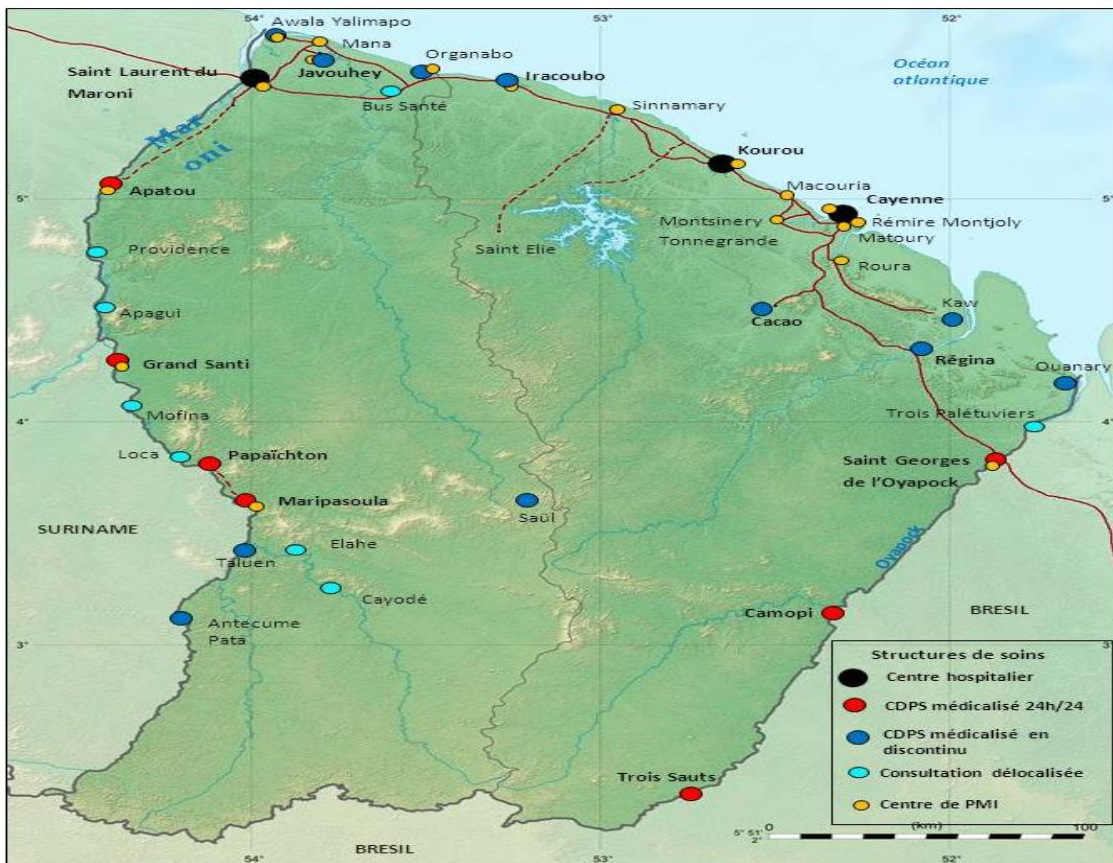 54°
53°
52°
Awala Yalimapo
Mana
Organabo
Océan
atlantique
Saint Laurent du
Maroni
Javouhey
Iracoubo
Bus Santé
Sinnamary
Mar
oni
Kourou
Apatou
5°
5°
Macouria
Cayenne
Montsinery
Tonnegrande
Rémire Montjoly
Matoury
Saint Elie
Providence
Roura
Apagui
Kaw
Cacao
Grand Santi
Régina
Ouanary
Mofina
4°
4°
Trois Palétuviers
Loca
Papaïchton
Saint Georges
de l'Oyapock
Maripasoula
Saül
SURINAME
Elahe
Taluen
Oyapock
Cayodé
Antecume
Pata
Camopi
BRESIL
3°
3°
Structures de soins
Centre hospitalier
CDPS médicalisé 24h/24
CDPS médicalisé en
discontinu
Consultation délocalisée
Centre de PMI
(km)
0
100
Trois Sauts
BRESIL
54°
53°
52°